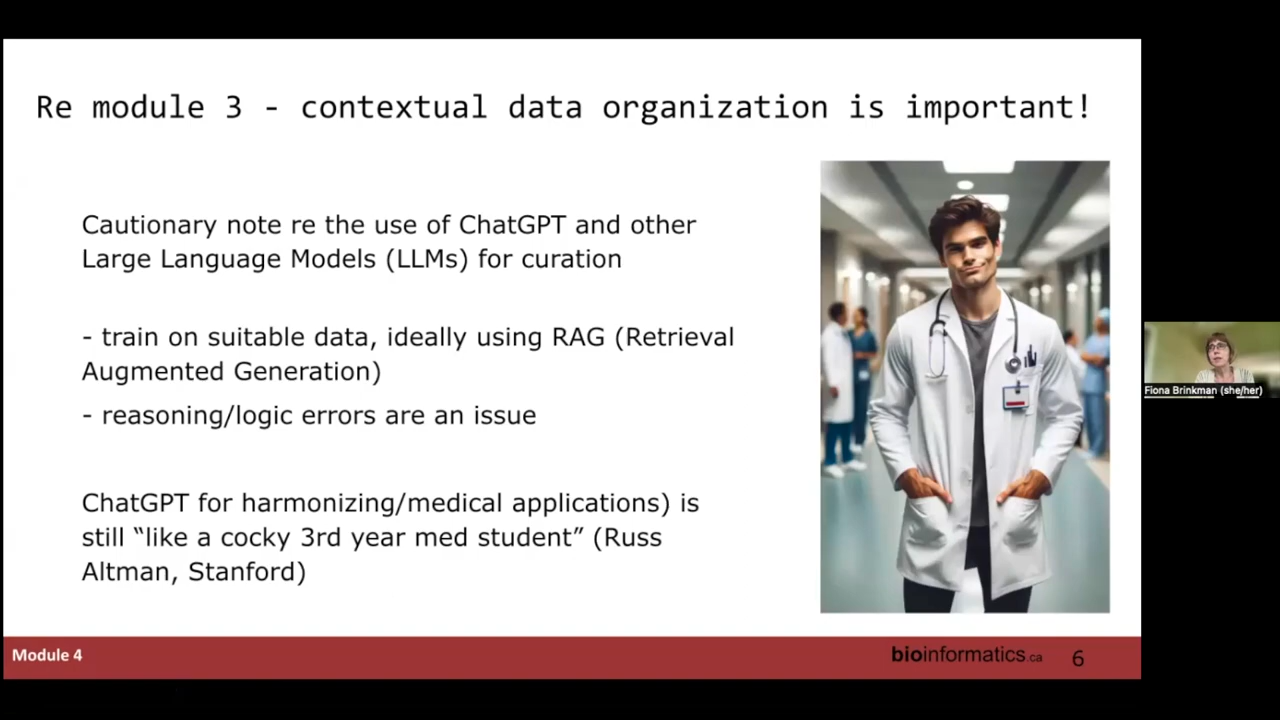 Re module 3 - contextual data organization is important!
Cautionary note re the use of ChatGPT and other
Large Language Models (LLMs) for curation
- train on suitable data, ideally using RAG (Retrieval
Augmented Generation)
- reasoning/logic errors are an issue
ChatGPT for harmonizing/medical applications) is
still “like a cocky 3rd year med student” (Russ
Altman, Stanford)
Fiona Brinkman (she/her)
Module 4
bioinformatics.ca
6